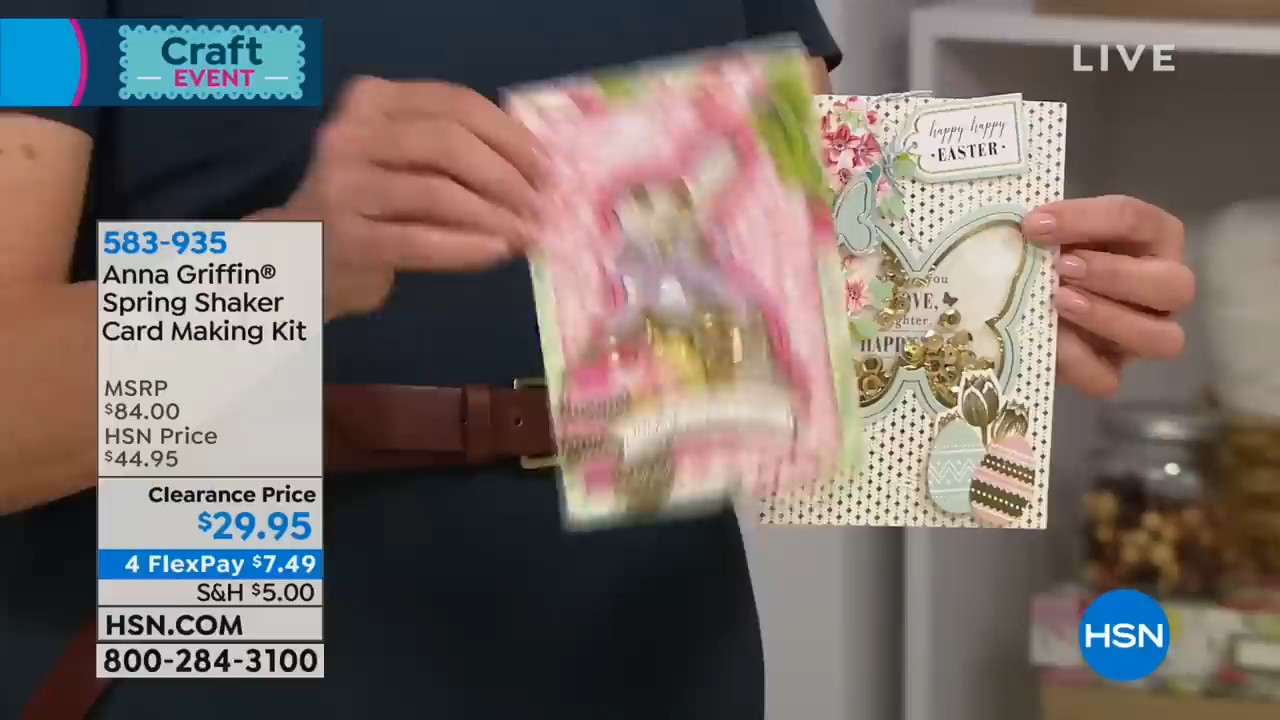 Craft
EVENT
LIVE
happy happy
·EASTER·
583-935
Anna Griffin®
Spring Shaker
Card Making Kit
MSRP
$84.00
HSN Price
$44.95
Clearance Price
$29.95
4 FlexPay $7.49
S&H $5.00
HSN.COM
800-284-3100
you
HSN